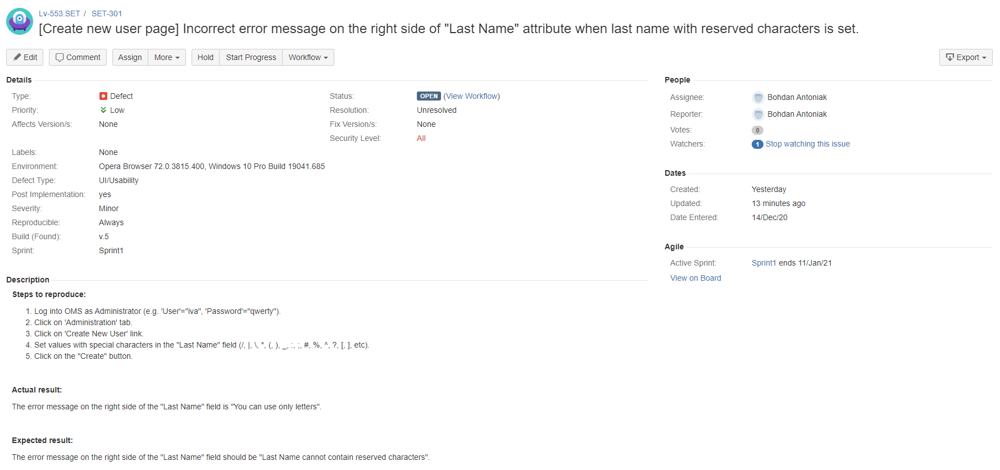 Lv-553.SET / SET-301
[Create new user page] Incorrect error message on the right side of "Last Name" attribute when last name with reserved characters is set.
Edit Comment Assign More Hold Start Progress Workflow Export
Details
Type: Defect
Priority: Low
Affects Version/s: None
Status: OPEN (View Workflow)
Resolution: Unresolved
Fix Version/s: None
Security Level: All
Labels: None
Environment: Opera Browser 72.0.3815.400, Windows 10 Pro Build 19041.685
Defect Type: UI/Usability
Post Implementation: yes
Severity: Minor
Reproducible: Always
Build (Found): v.5
Sprint: Sprint1
Description
Steps to reproduce:
1. Log into OMS as Administrator (e.g. 'User'="iva", 'Password'="qwerty").
2. Click on 'Administration' tab.
3. Click on 'Create New User' link.
4. Set values with special characters in the "Last Name" field (/, |, \, *, (, ), _, :, ;, #, %, ^, ?, [, ], etc).
5. Click on the "Create" button.
Actual result:
The error message on the right side of the "Last Name" field is "You can use only letters".
Expected result:
The error message on the right side of the "Last Name" field should be "Last Name cannot contain reserved characters".
People
Assignee: Bohdan Antoniak
Reporter: Bohdan Antoniak
Votes: 0
Watchers: 1 Stop watching this issue
Dates
Created: Yesterday
Updated: 13 minutes ago
Date Entered: 14/Dec/20
Agile
Active Sprint: Sprint1 ends 11/Jan/21
View on Board